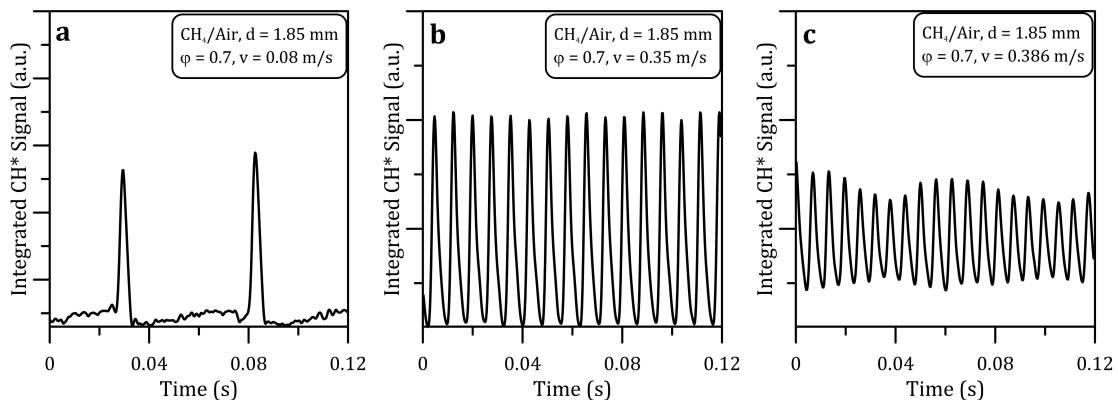 a
CH₄/Air, d = 1.85 mm
φ = 0.7, v = 0.08 m/s
Integrated CH* Signal (a.u.)
0 0.04 0.08 0.12
Time (s)
b
CH₄/Air, d = 1.85 mm
φ = 0.7, v = 0.35 m/s
Integrated CH* Signal (a.u.)
0 0.04 0.08 0.12
Time (s)
c
CH₄/Air, d = 1.85 mm
φ = 0.7, v = 0.386 m/s
Integrated CH* Signal (a.u.)
0 0.04 0.08 0.12
Time (s)